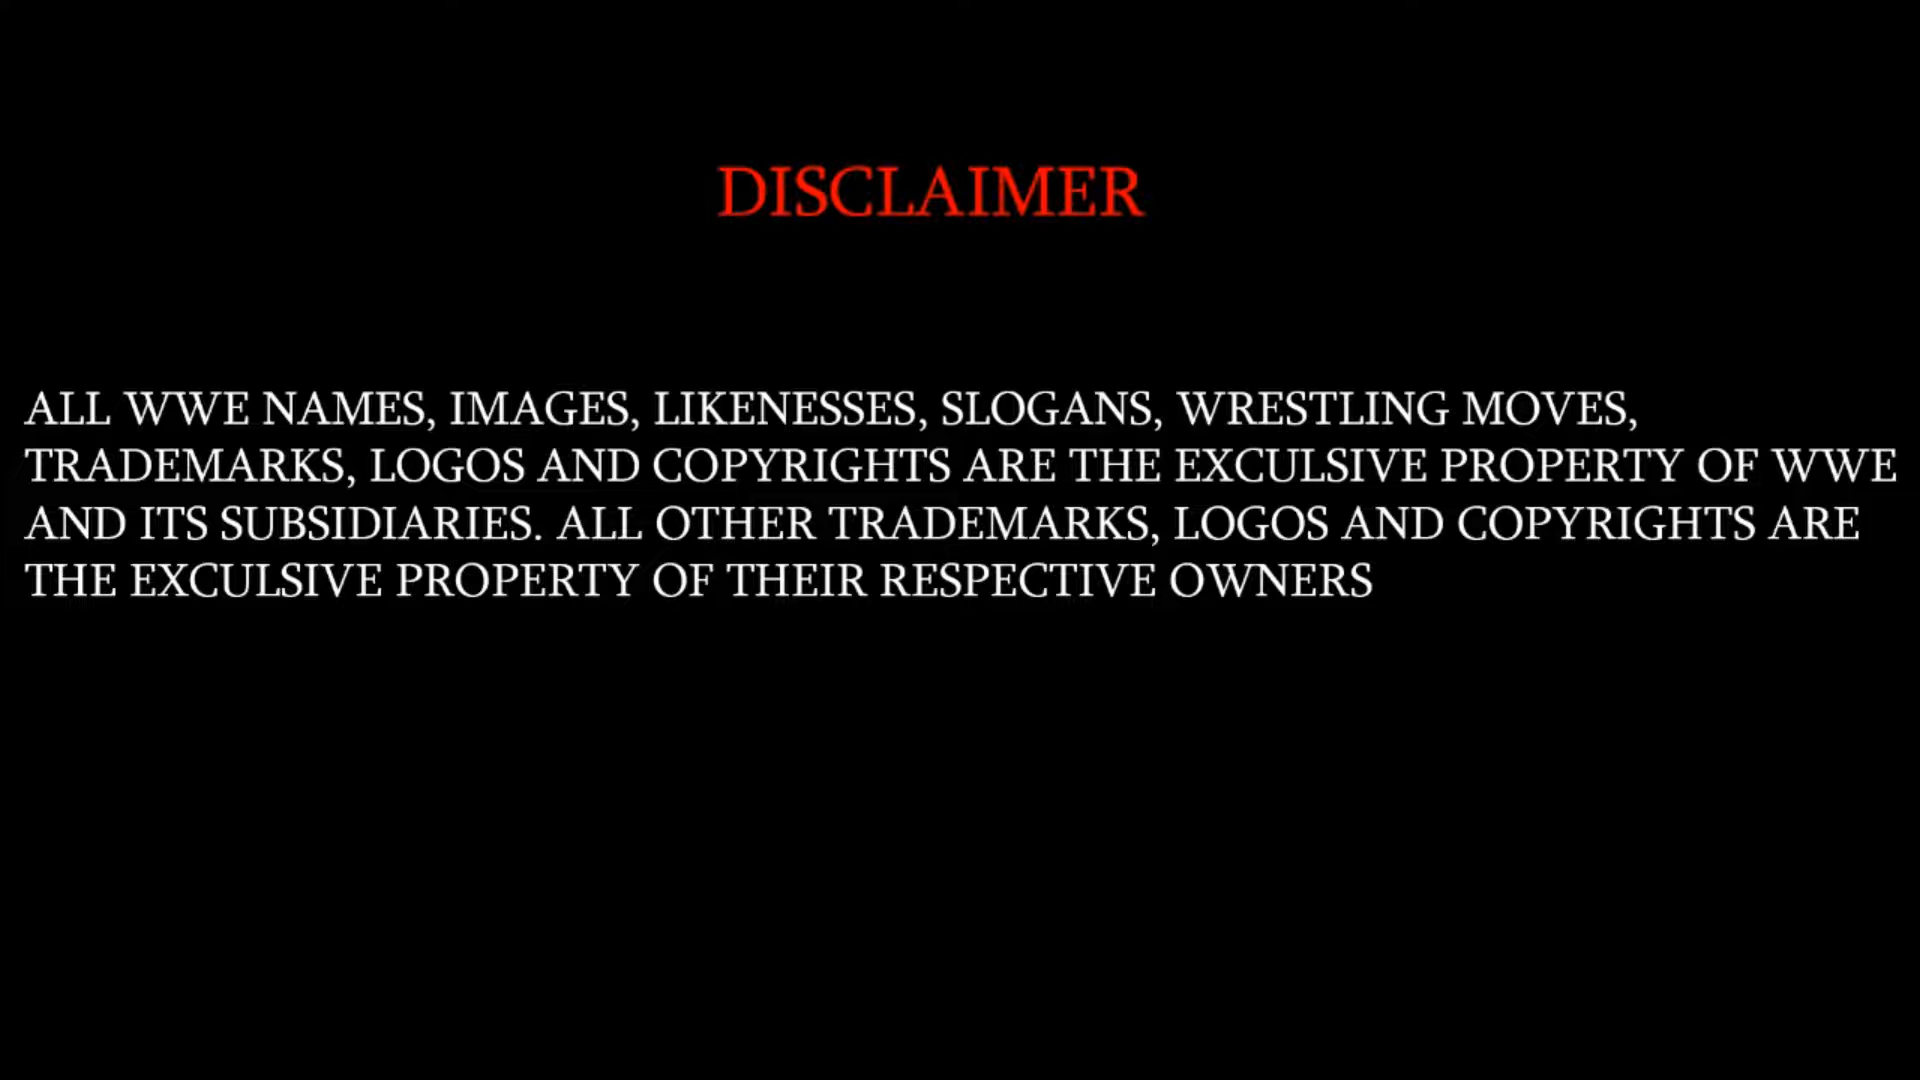 DISCLAIMER
ALL WWE NAMES, IMAGES, LIKENESSES, SLOGANS, WRESTLING MOVES,
TRADEMARKS, LOGOS AND COPYRIGHTS ARE THE EXCULSIVE PROPERTY OF WWE
AND ITS SUBSIDIARIES. ALL OTHER TRADEMARKS, LOGOS AND COPYRIGHTS ARE
THE EXCULSIVE PROPERTY OF THEIR RESPECTIVE OWNERS